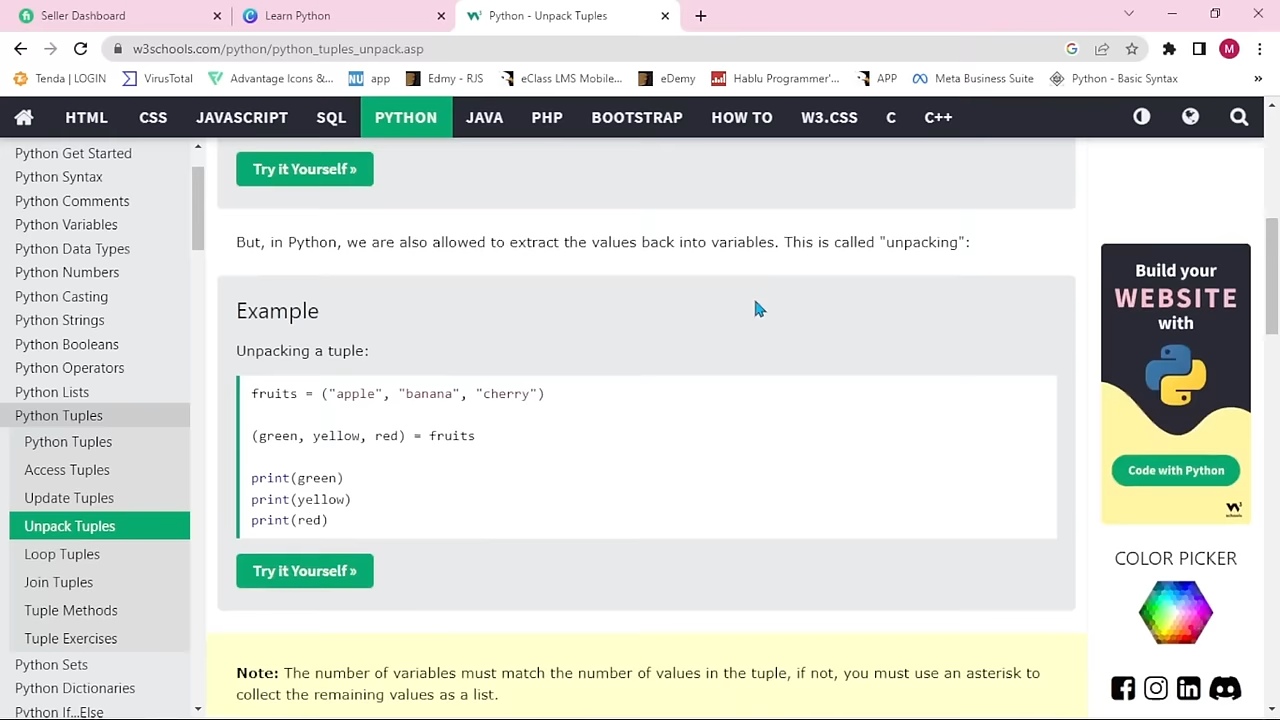 Seller Dashboard
Learn Python
Python - Unpack Tuples
w3schools.com/python/python_tuples_unpack.asp
M
Tenda | LOGIN
VirusTotal
Advantage Icons &...
NU app
Edmy - RJS
eClass LMS Mobile...
eDemy
Hablu Programmer'...
APP
Meta Business Suite
Python - Basic Syntax
»
HTML
CSS
JAVASCRIPT
SQL
PYTHON
JAVA
PHP
BOOTSTRAP
HOW TO
W3.CSS
C
C++
Python Get Started
Python Syntax
Python Comments
Python Variables
Python Data Types
Python Numbers
Python Casting
Python Strings
Python Booleans
Python Operators
Python Lists
Python Tuples
Python Tuples
Access Tuples
Update Tuples
Unpack Tuples
Loop Tuples
Join Tuples
Tuple Methods
Tuple Exercises
Python Sets
Python Dictionaries
Python If...Else
Try it Yourself »
But, in Python, we are also allowed to extract the values back into variables. This is called "unpacking":
Example
Unpacking a tuple:
fruits = ("apple", "banana", "cherry")
(green, yellow, red) = fruits
print(green)
print(yellow)
print(red)
Try it Yourself »
Note: The number of variables must match the number of values in the tuple, if not, you must use an asterisk to
collect the remaining values as a list.
Build your
WEBSITE
with
Code with Python
COLOR PICKER